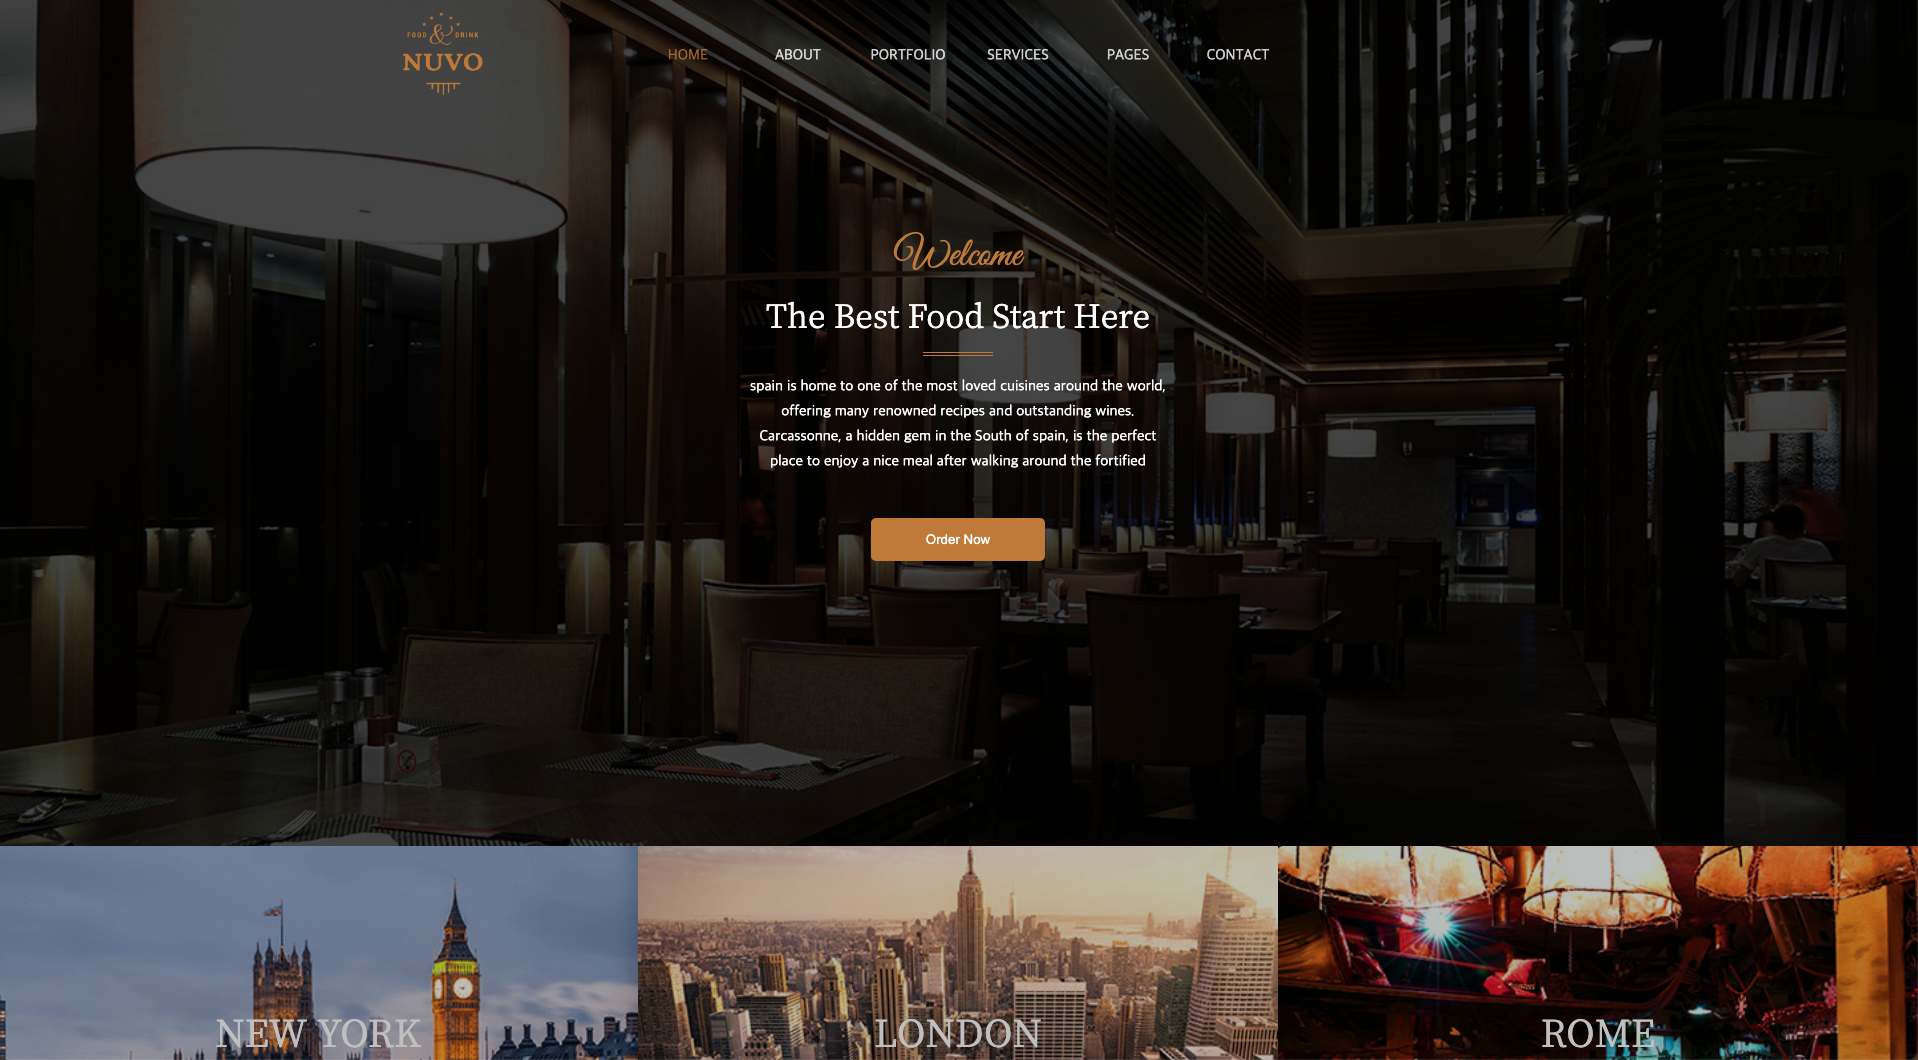 FOOD & DRINK
NUVO
HOME ABOUT PORTFOLIO SERVICES PAGES CONTACT
Welcome
The Best Food Start Here
spain is home to one of the most loved cuisines around the world,
offering many renowned recipes and outstanding wines.
Carcassonne, a hidden gem in the South of spain, is the perfect
place to enjoy a nice meal after walking around the fortified
Order Now
NEW YORK LONDON ROME